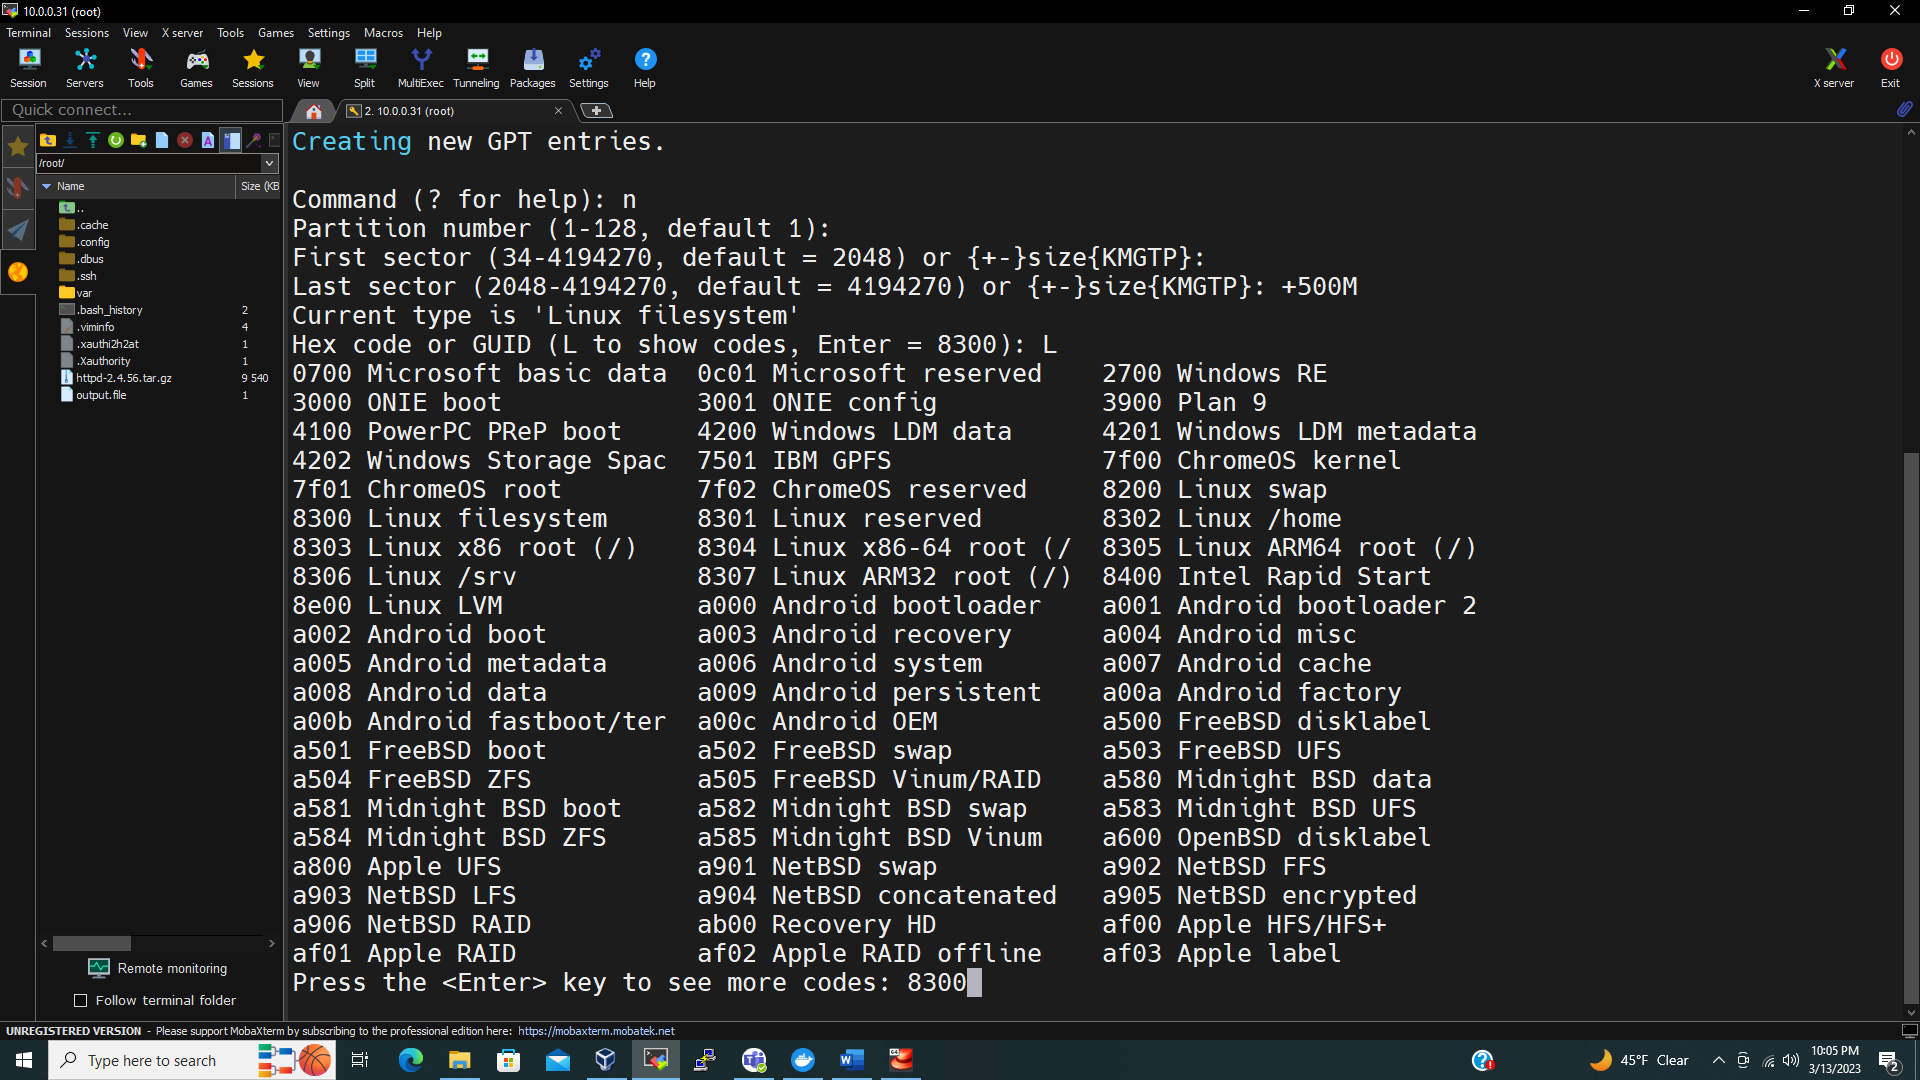 10.0.0.31 (root)
Terminal Sessions View X server Tools Games Settings Macros Help
Session Servers Tools Games Sessions View Split MultiExec Tunneling Packages Settings Help X server Exit
Quick connect... 2. 10.0.0.31 (root)
/root/
Name Size (KB
..
.cache
.config
.dbus
.ssh
var
.bash_history 2
.viminfo 4
.xauthi2h2at 1
.Xauthority 1
httpd-2.4.56.tar.gz 9 540
output.file 1
Remote monitoring
Follow terminal folder
Creating new GPT entries.
Command (? for help): n
Partition number (1-128, default 1):
First sector (34-4194270, default = 2048) or {+-}size{KMGTP}:
Last sector (2048-4194270, default = 4194270) or {+-}size{KMGTP}: +500M
Current type is 'Linux filesystem'
Hex code or GUID (L to show codes, Enter = 8300): L
0700 Microsoft basic data 0c01 Microsoft reserved 2700 Windows RE
3000 ONIE boot 3001 ONIE config 3900 Plan 9
4100 PowerPC PReP boot 4200 Windows LDM data 4201 Windows LDM metadata
4202 Windows Storage Spac 7501 IBM GPFS 7f00 ChromeOS kernel
7f01 ChromeOS root 7f02 ChromeOS reserved 8200 Linux swap
8300 Linux filesystem 8301 Linux reserved 8302 Linux /home
8303 Linux x86 root (/) 8304 Linux x86-64 root (/ 8305 Linux ARM64 root (/)
8306 Linux /srv 8307 Linux ARM32 root (/) 8400 Intel Rapid Start
8e00 Linux LVM a000 Android bootloader a001 Android bootloader 2
a002 Android boot a003 Android recovery a004 Android misc
a005 Android metadata a006 Android system a007 Android cache
a008 Android data a009 Android persistent a00a Android factory
a00b Android fastboot/ter a00c Android OEM a500 FreeBSD disklabel
a501 FreeBSD boot a502 FreeBSD swap a503 FreeBSD UFS
a504 FreeBSD ZFS a505 FreeBSD Vinum/RAID a580 Midnight BSD data
a581 Midnight BSD boot a582 Midnight BSD swap a583 Midnight BSD UFS
a584 Midnight BSD ZFS a585 Midnight BSD Vinum a600 OpenBSD disklabel
a800 Apple UFS a901 NetBSD swap a902 NetBSD FFS
a903 NetBSD LFS a904 NetBSD concatenated a905 NetBSD encrypted
a906 NetBSD RAID ab00 Recovery HD af00 Apple HFS/HFS+
af01 Apple RAID af02 Apple RAID offline af03 Apple label
Press the <Enter> key to see more codes: 8300
UNREGISTERED VERSION - Please support MobaXterm by subscribing to the professional edition here: https://mobaxterm.mobatek.net
Type here to search
45°F Clear
10:05 PM
3/13/2023
2